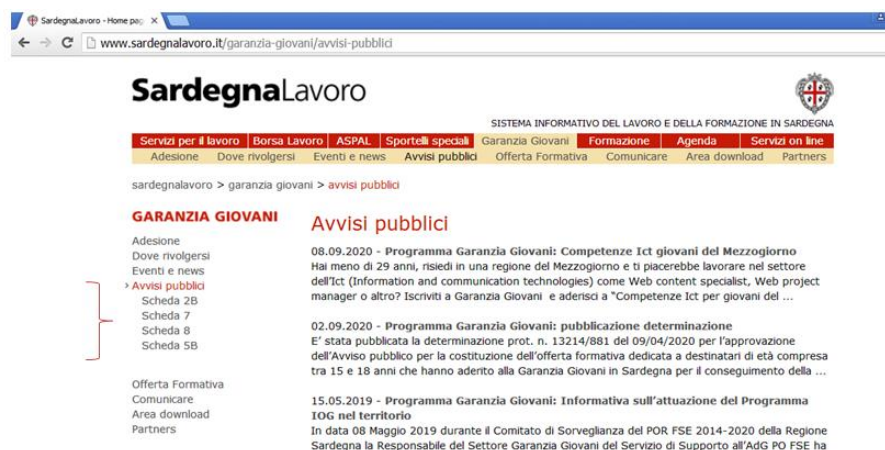 SardegnaLavoro - Home pag
www.sardegnalavoro.it/garanzia-giovani/avvisi-pubblici
SardegnaLavoro
SISTEMA INFORMATIVO DEL LAVORO E DELLA FORMAZIONE IN SARDEGNA
Servizi per il lavoro Borsa Lavoro ASPAL Sportelli speciali Garanzia Giovani Formazione Agenda Servizi on line
Adesione Dove rivolgersi Eventi e news Avvisi pubblici Offerta Formativa Comunicare Area download Partners
sardegnalavoro > garanzia giovani > avvisi pubblici
GARANZIA GIOVANI
Adesione
Dove rivolgersi
Eventi e news
Avvisi pubblici
Scheda 2B
Scheda 7
Scheda 8
Scheda 5B
Offerta Formativa
Comunicare
Area download
Partners
Avvisi pubblici
08.09.2020 - Programma Garanzia Giovani: Competenze Ict giovani del Mezzogiorno
Hai meno di 29 anni, risiedi in una regione del Mezzogiorno e ti piacerebbe lavorare nel settore
dell'Ict (Information and communication technologies) come Web content specialist, Web project
manager o altro? Iscriviti a Garanzia Giovani e aderisci a "Competenze Ict per giovani del ...
02.09.2020 - Programma Garanzia Giovani: pubblicazione determinazione
E' stata pubblicata la determinazione prot. n. 13214/881 del 09/04/2020 per l'approvazione
dell'Avviso pubblico per la costituzione dell'offerta formativa dedicata a destinatari di età compresa
tra 15 e 18 anni che hanno aderito alla Garanzia Giovani in Sardegna per il conseguimento della ...
15.05.2019 - Programma Garanzia Giovani: Informativa sull'attuazione del Programma
IOG nel territorio
In data 08 Maggio 2019 durante il Comitato di Sorveglianza del POR FSE 2014-2020 della Regione
Sardegna la Responsabile del Settore Garanzia Giovani del Servizio di Supporto all'AdG PO FSE ha